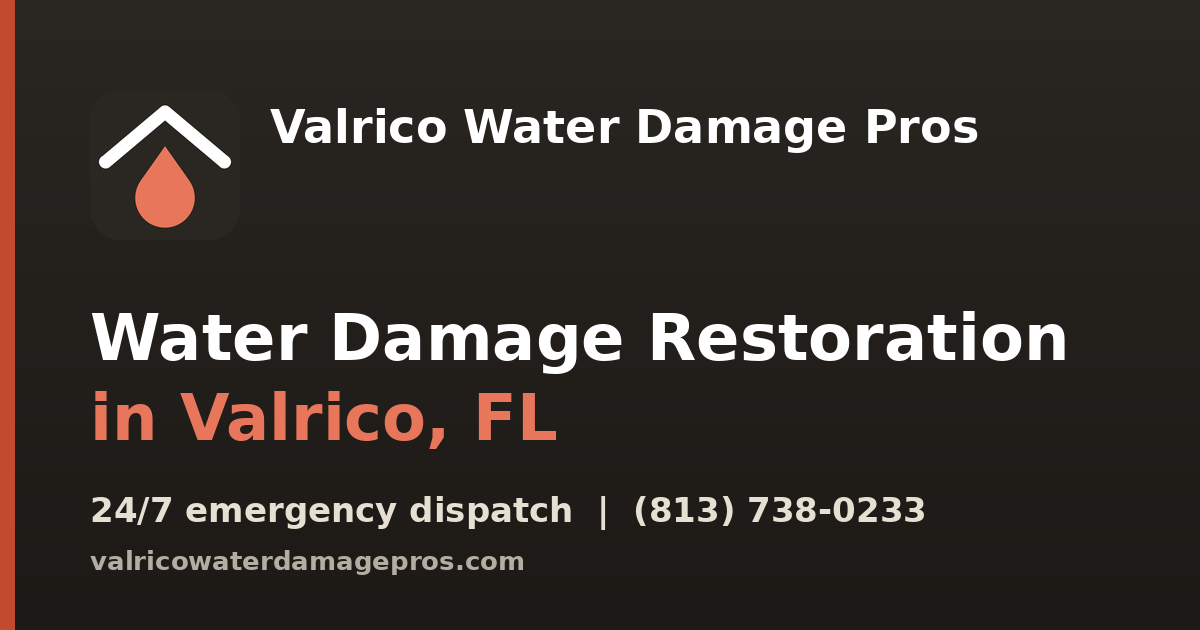 Valrico Water Damage Pros
Water Damage Restoration
in Valrico, FL
24/7 emergency dispatch | (813) 738-0233
valricowaterdamagepros.com